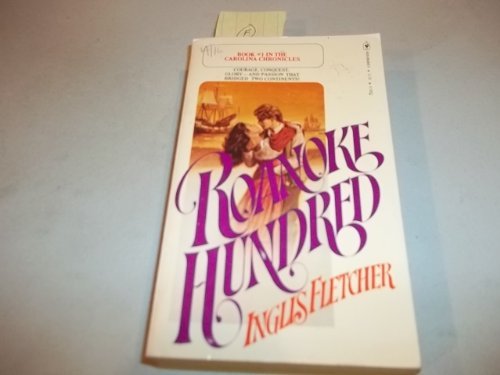 BOOK #1 IN THE
CAROLINA CHRONICLES
COURAGE, CONQUEST,
GLORY—AND PASSION THAT
BRIDGED TWO CONTINENTS!
ROANOKE
HUNDRED
INGLIS FLETCHER